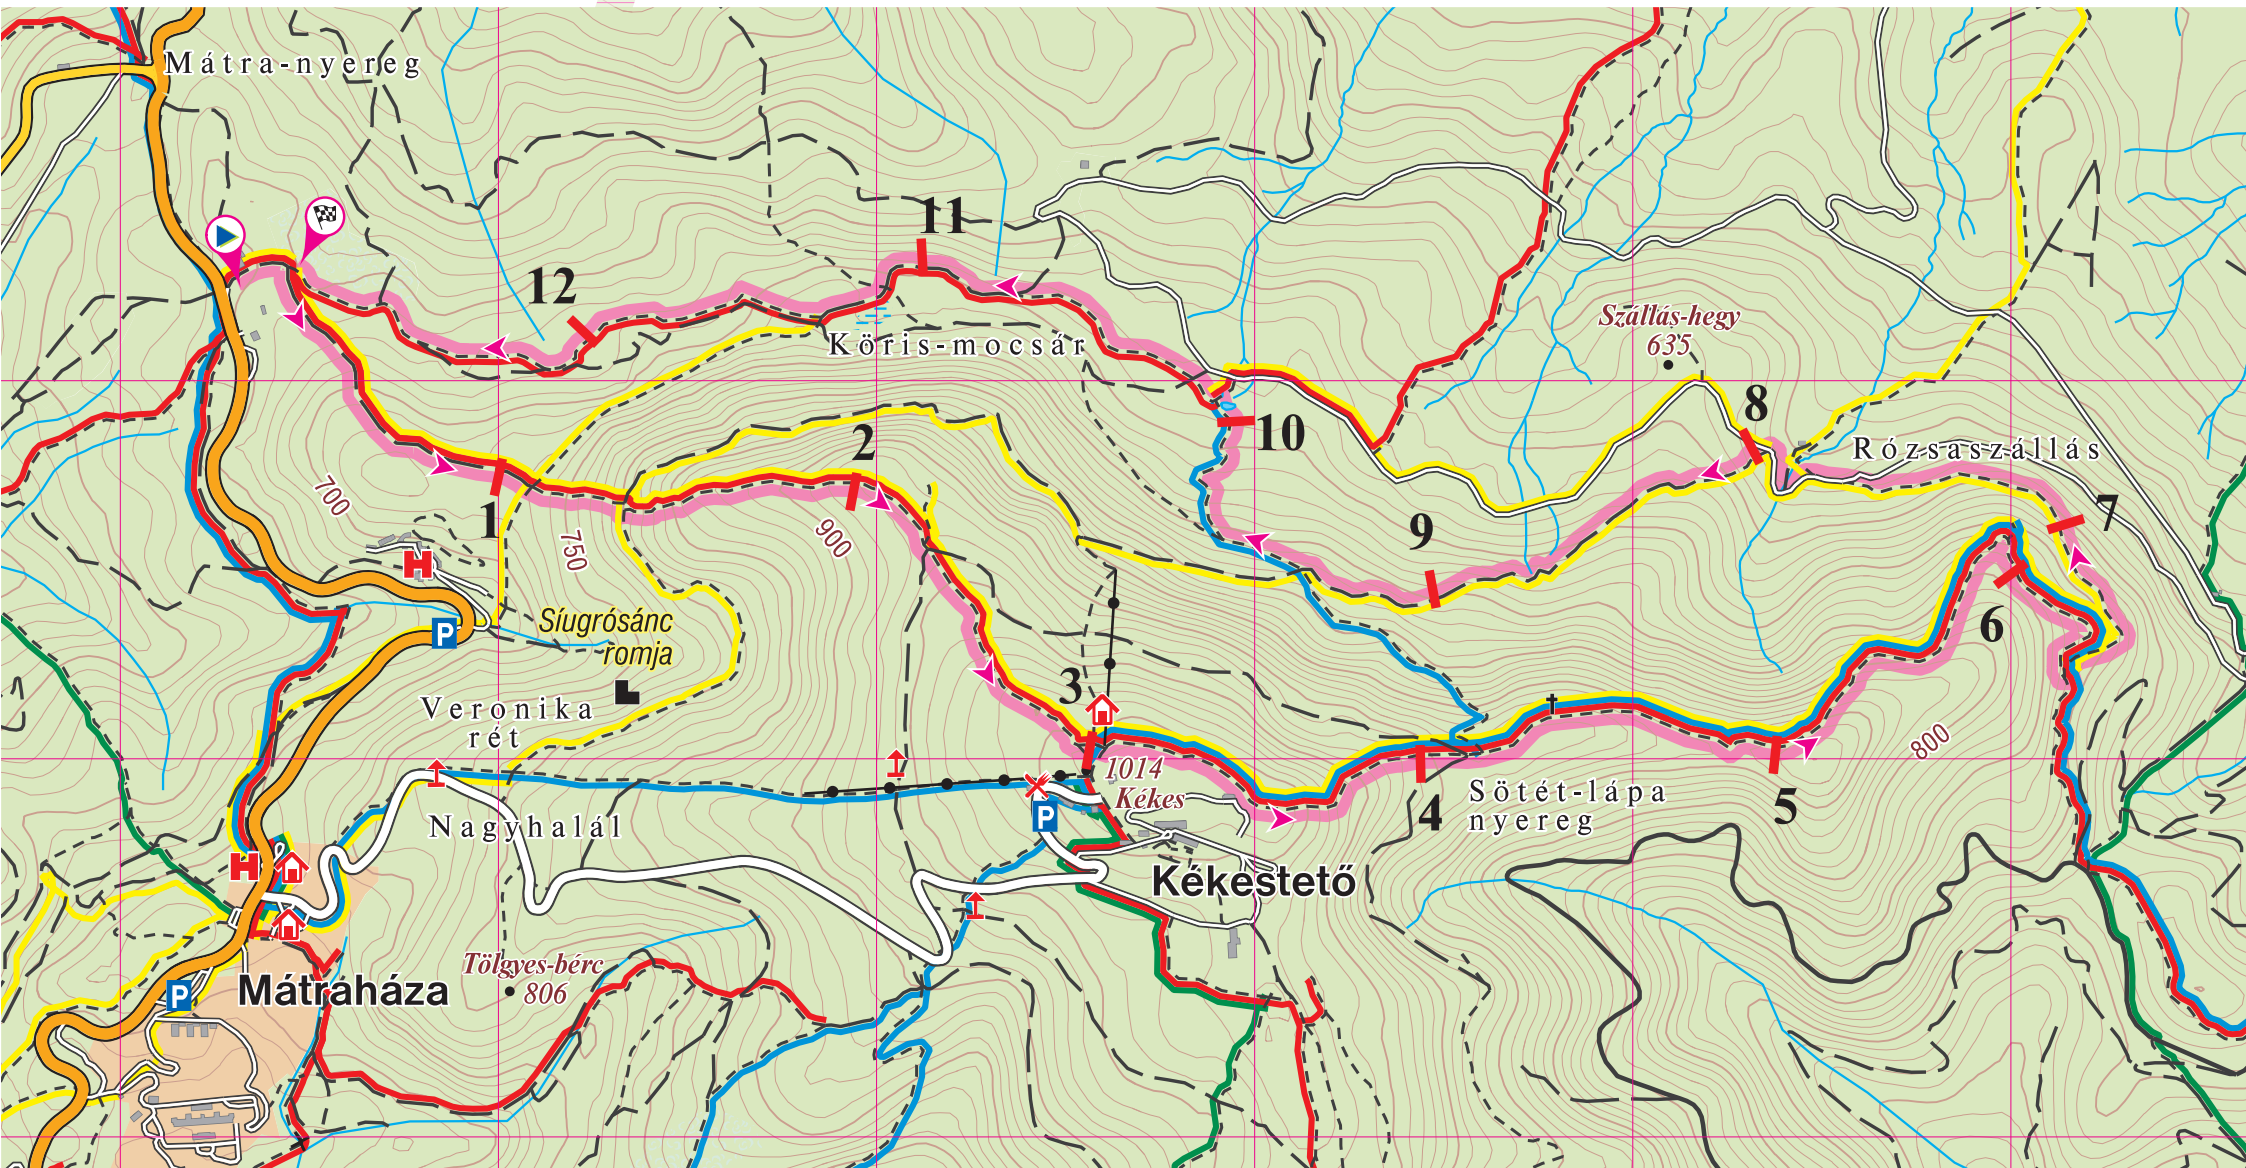 Mátra-nyereg
11
12
Szállás-hegy
635
Kőris-mocsár
8
2
10
Rózsaszállás
700
1
900
9
7
750
H
Síugrósánc
romja
P
6
3
Veronika
rét
800
1014
Kékes
Sötét-lápa
nyereg
4
5
P
Nagyhalál
H
Kékestető
Tölgyes-bérc
806
Mátraháza
P